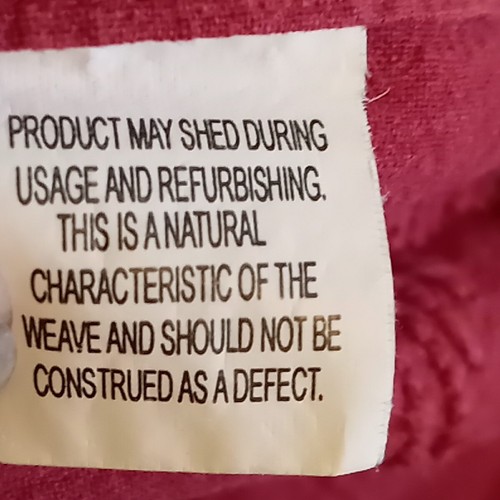 PRODUCT MAY SHED DURING
USAGE AND REFURBISHING.
THIS IS A NATURAL
CHARACTERISTIC OF THE
WEAVE AND SHOULD NOT BE
CONSTRUED AS A DEFECT.